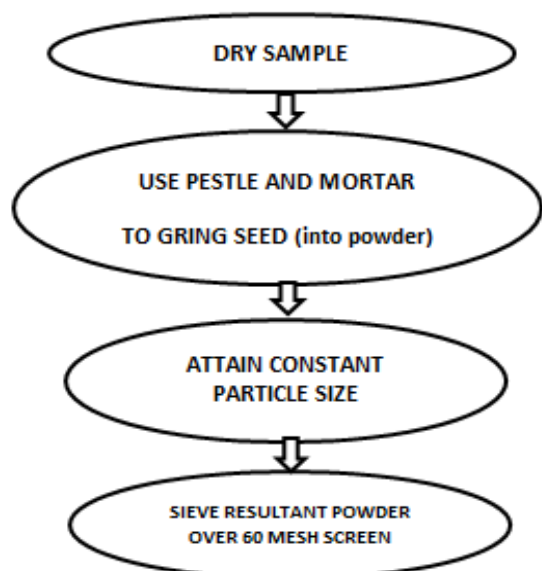 DRY SAMPLE
USE PESTLE AND MORTAR
TO GRING SEED (into powder)
ATTAIN CONSTANT
PARTICLE SIZE
SIEVE RESULTANT POWDER
OVER 60 MESH SCREEN